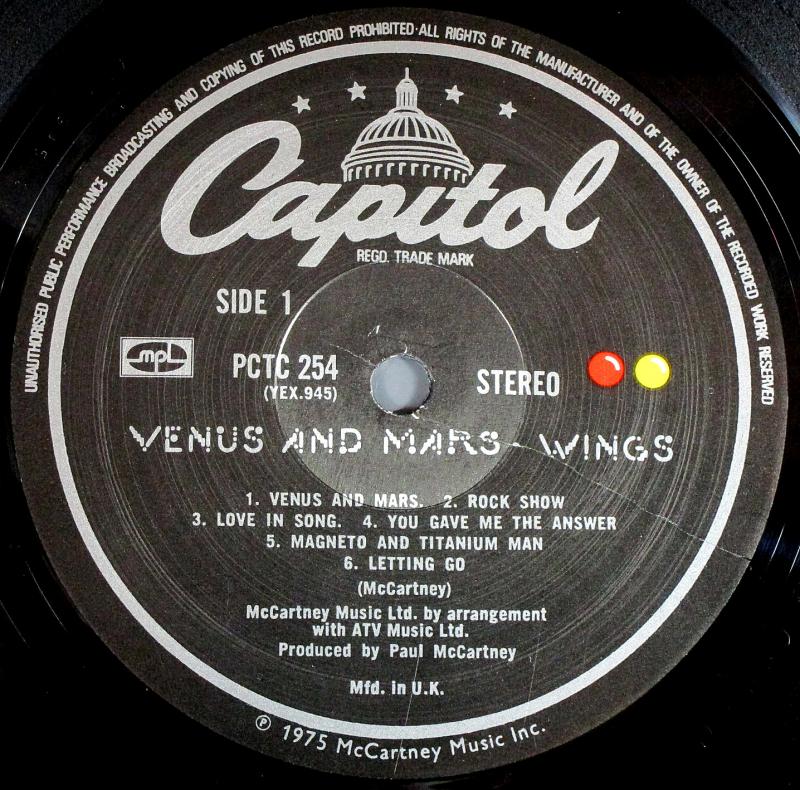 UNAUTHORISED PUBLIC PERFORMANCE BROADCASTING AND COPYING OF THIS RECORD PROHIBITED·ALL RIGHTS OF THE MANUFACTURER AND OF THE OWNER OF THE RECORDED WORK RESERVED
Capitol
REGD. TRADE MARK
SIDE 1
mpl
PCTC 254
(YEX.945)
STEREO
VENUS AND MARS · WINGS
1. VENUS AND MARS. 2. ROCK SHOW
3. LOVE IN SONG. 4. YOU GAVE ME THE ANSWER
5. MAGNETO AND TITANIUM MAN
6. LETTING GO
(McCartney)
McCartney Music Ltd. by arrangement
with ATV Music Ltd.
Produced by Paul McCartney
Mfd. in U.K.
℗ 1975 McCartney Music Inc.